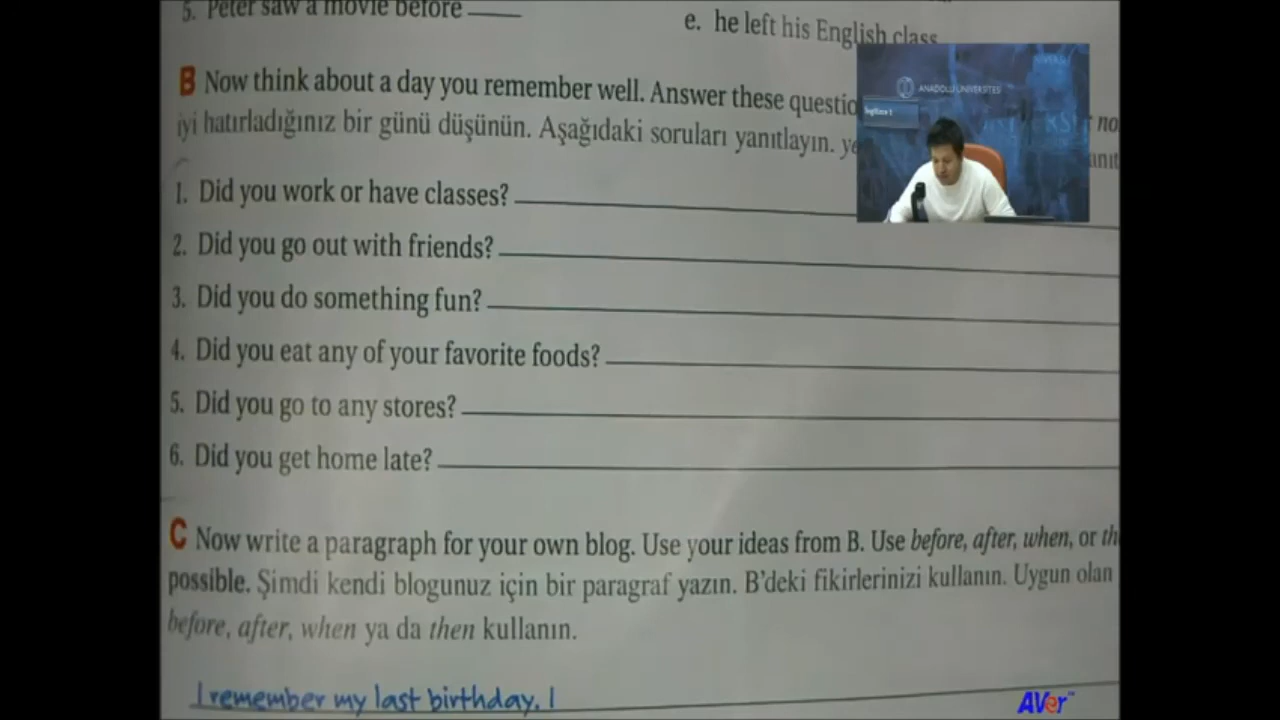 5. Peter saw a movie before
e. he left his English class
B Now think about a day you remember well. Answer these questio
iyi hatırladığınız bir günü düşünün. Aşağıdaki soruları yanıtlayın. ye
ANADOLU ÜNİVERSİTESİ
İngilizce 1
1. Did you work or have classes?
2. Did you go out with friends?
3. Did you do something fun?
4. Did you eat any of your favorite foods?
5. Did you go to any stores?
6. Did you get home late?
C Now write a paragraph for your own blog. Use your ideas from B. Use before, after, when, or th
possible. Şimdi kendi blogunuz için bir paragraf yazın. B'deki fikirlerinizi kullanın. Uygun olan
before, after, when ya da then kullanın.
I remember my last birthday. I
AVer